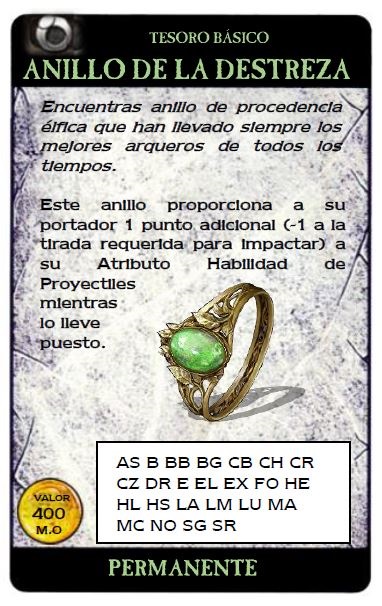 TESORO BÁSICO
ANILLO DE LA DESTREZA
Encuentras anillo de procedencia
élfica que han llevado siempre los
mejores arqueros de todos los
tiempos.
Este anillo proporciona a su
portador 1 punto adicional (-1 a la
tirada requerida para impactar) a
su Atributo Habilidad de
Proyectiles
mientras
lo lleve
puesto.
AS B BB BG CB CH CR
CZ DR E EL EX FO HE
HL HS LA LM LU MA
MC NO SG SR
VALOR
400
M.O
PERMANENTE